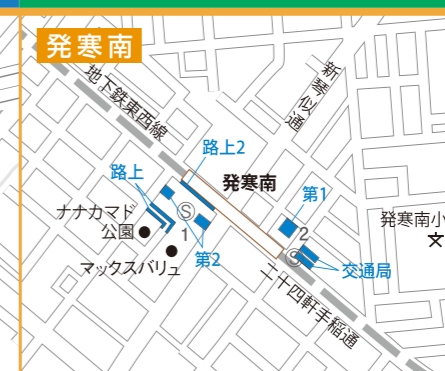 発寒南
地下鉄東西線
新琴似通
路上2
路上
発寒南
第1
ナナカマド
公園
S
1
2
発寒南小
文
マックスバリュ
第2
S
交通局
二十四軒手稲通